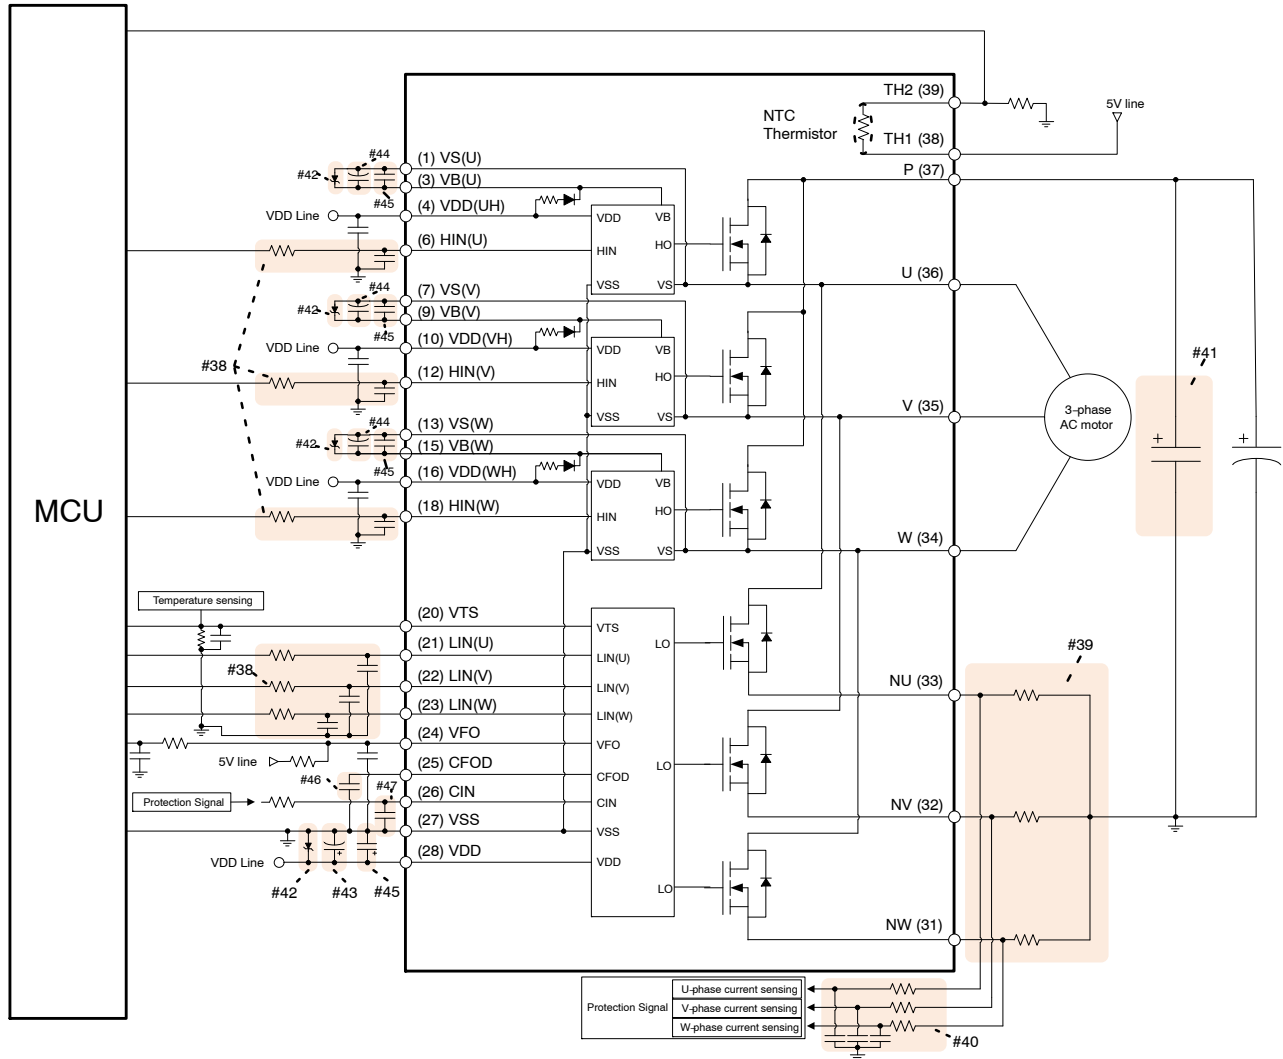 MCU
TH2 (39)
NTC
Thermistor
TH1 (38)
5V line
P (37)
#44
#42
#45
(1) VS(U)
(3) VB(U)
VDD Line
(4) VDD(UH)
(6) HIN(U)
VDD
VB
HIN
HO
VSS
VS
U (36)
#44
#42
#45
(7) VS(V)
(9) VB(V)
VDD Line
(10) VDD(VH)
(12) HIN(V)
#38
VDD
VB
HIN
HO
VSS
VS
V (35)
3–phase
AC motor
#41
+
+
#44
#42
#45
(13) VS(W)
(15) VB(W)
VDD Line
(16) VDD(WH)
(18) HIN(W)
VDD
VB
HIN
HO
VSS
VS
W (34)
Temperature sensing
(20) VTS
(21) LIN(U)
#38
(22) LIN(V)
(23) LIN(W)
(24) VFO
5V line
(25) CFOD
#46
#47
Protection Signal
(26) CIN
(27) VSS
VDD Line
(28) VDD
+
+
#42
#43
#45
VTS
LIN(U)
LIN(V)
LIN(W)
VFO
CFOD
CIN
VSS
VDD
LO
LO
LO
NU (33)
#39
NV (32)
NW (31)
Protection Signal
U-phase current sensing
V-phase current sensing
W-phase current sensing
#40